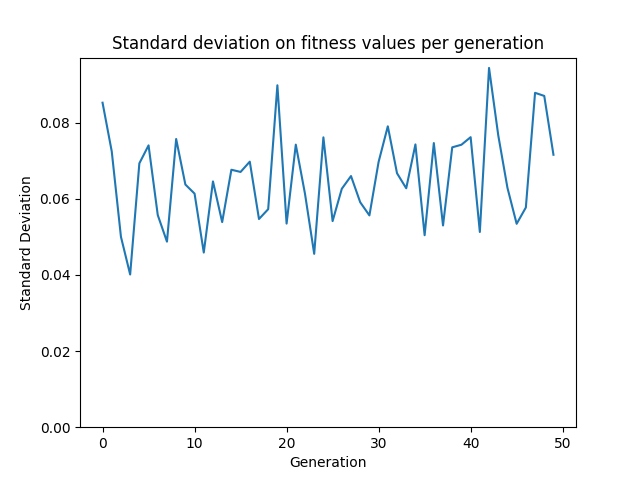 Standard deviation on fitness values per generation
Standard Deviation
0.08
0.06
0.04
0.02
0.00
0 10 20 30 40 50
Generation